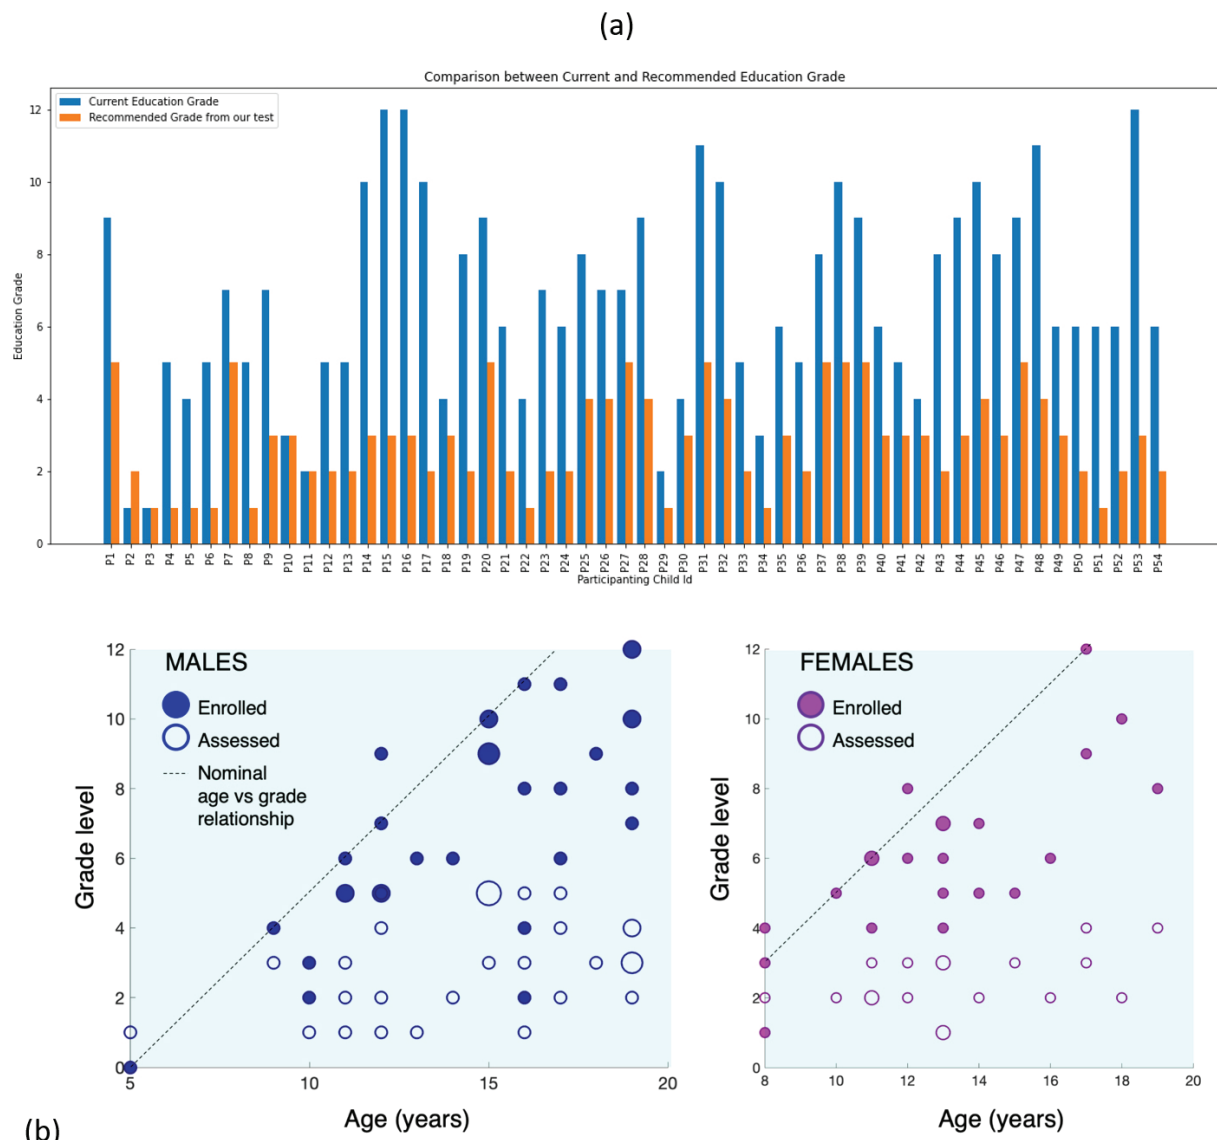 (a)
Comparison between Current and Recommended Education Grade
Current Education Grade
Recommended Grade from our test
Education Grade
12
10
8
6
4
2
0
P1 P2 P3 P4 P5 P6 P7 P8 P9 P10 P11 P12 P13 P14 P15 P16 P17 P18 P19 P20 P21 P22 P23 P24 P25 P26 P27 P28 P29 P30 P31 P32 P33 P34 P35 P36 P37 P38 P39 P40 P41 P42 P43 P44 P45 P46 P47 P48 P49 P50 P51 P52 P53 P54
Participanting Child Id
MALES
Enrolled
Assessed
Nominal
age vs grade
relationship
Grade level
12
10
8
6
4
2
0
5 10 15 20
Age (years)
FEMALES
Enrolled
Assessed
Grade level
12
10
8
6
4
2
0
8 10 12 14 16 18 20
Age (years)
(b)